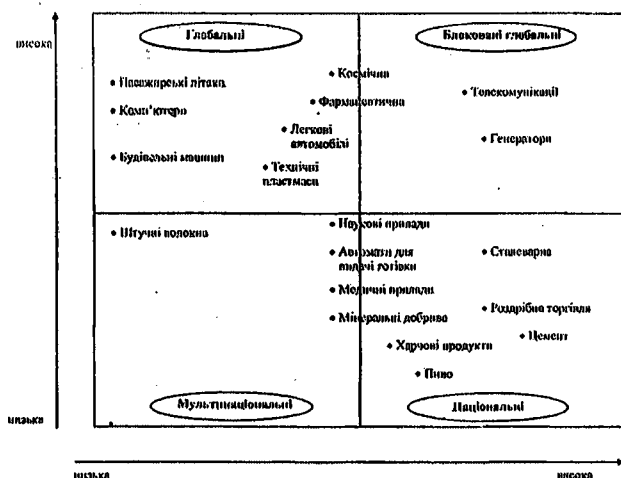 Глобальні
Блоковані глобальні
висока
Пасажирські літаки
Космічна
Телекомунікації
Комп'ютери
Фармацевтична
Легкові
автомобілі
Генератори
Будівельні машини
Технічні
пластмаси
Штучні волокна
Наукові прилади
Автомати для
видачі готівки
Сталеварна
Медичні прилади
Мінеральні добрива
Роздрібна торгівля
Цемент
Харчові продукти
Пиво
Мультинаціональні
Національні
низька
низька
висока